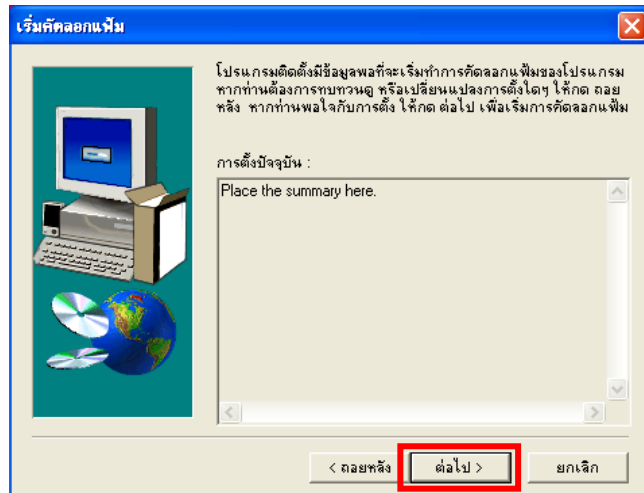 เริ่มคัดลอกแฟ้ม
โปรแกรมติดตั้งมีข้อมูลพอที่จะเริ่มทำการคัดลอกแฟ้มของโปรแกรม
หากท่านต้องการทบทวนดู หรือเปลี่ยนแปลงการตั้งใดๆ ให้กด ถอย
หลัง หากท่านพอใจกับการตั้ง ให้กด ต่อไป เพื่อเริ่มการคัดลอกแฟ้ม
การตั้งปัจจุบัน :
Place the summary here.
< ถอยหลัง
ต่อไป >
ยกเลิก